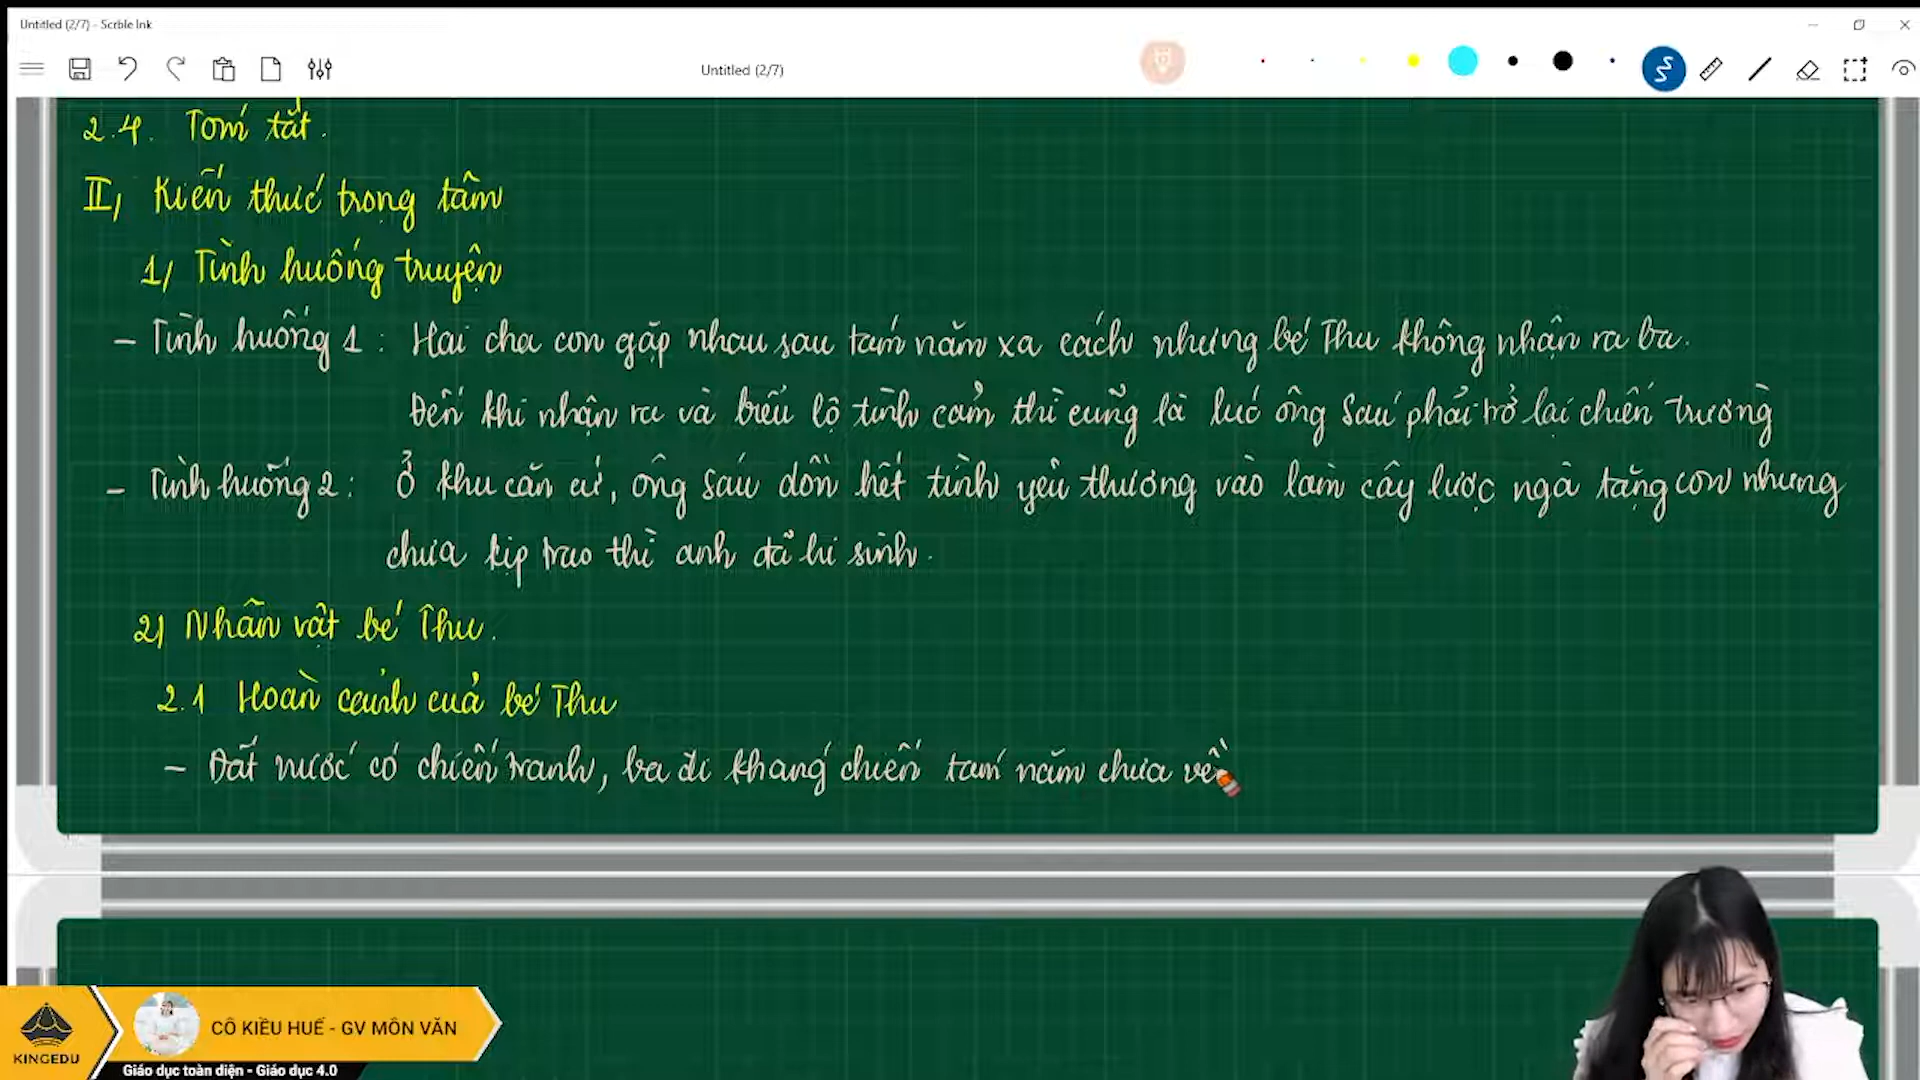 Untitled (2/7) - Scrble Ink
Untitled (2/7)
2.4. Tóm tắt.
II, Kiến thức trọng tâm
1, Tình huống truyện
- Tình huống 1: Hai cha con gặp nhau sau tám năm xa cách nhưng bé Thu không nhận ra ba.
Đến khi nhận ra và biểu lộ tình cảm thì cũng là lúc ông Sáu phải trở lại chiến trường
- Tình huống 2: Ở khu căn cứ, ông Sáu dồn hết tình yêu thương vào làm cây lược ngà tặng con nhưng
chưa kịp trao thì anh đã hi sinh.
2, Nhân vật bé Thu.
2.1 Hoàn cảnh của bé Thu
- Đất nước có chiến tranh, ba đi kháng chiến tám năm chưa về
CÔ KIỀU HUẾ - GV MÔN VĂN
KINGEDU
Giáo dục toàn diện - Giáo dục 4.0